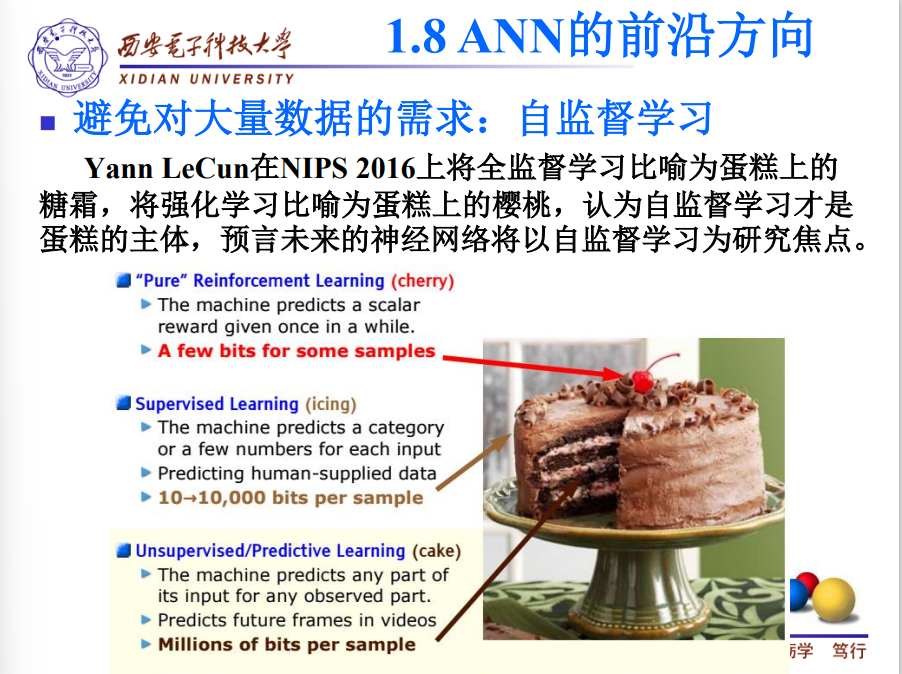 西安电子科技大学
XIDIAN UNIVERSITY
1.8 ANN的前沿方向
避免对大量数据的需求：自监督学习
Yann LeCun在NIPS 2016上将全监督学习比喻为蛋糕上的
糖霜，将强化学习比喻为蛋糕上的樱桃，认为自监督学习才是
蛋糕的主体，预言未来的神经网络将以自监督学习为研究焦点。
“Pure” Reinforcement Learning (cherry)
The machine predicts a scalar
reward given once in a while.
A few bits for some samples
Supervised Learning (icing)
The machine predicts a category
or a few numbers for each input
Predicting human-supplied data
10→10,000 bits per sample
Unsupervised/Predictive Learning (cake)
The machine predicts any part of
its input for any observed part.
Predicts future frames in videos
Millions of bits per sample
学 笃行